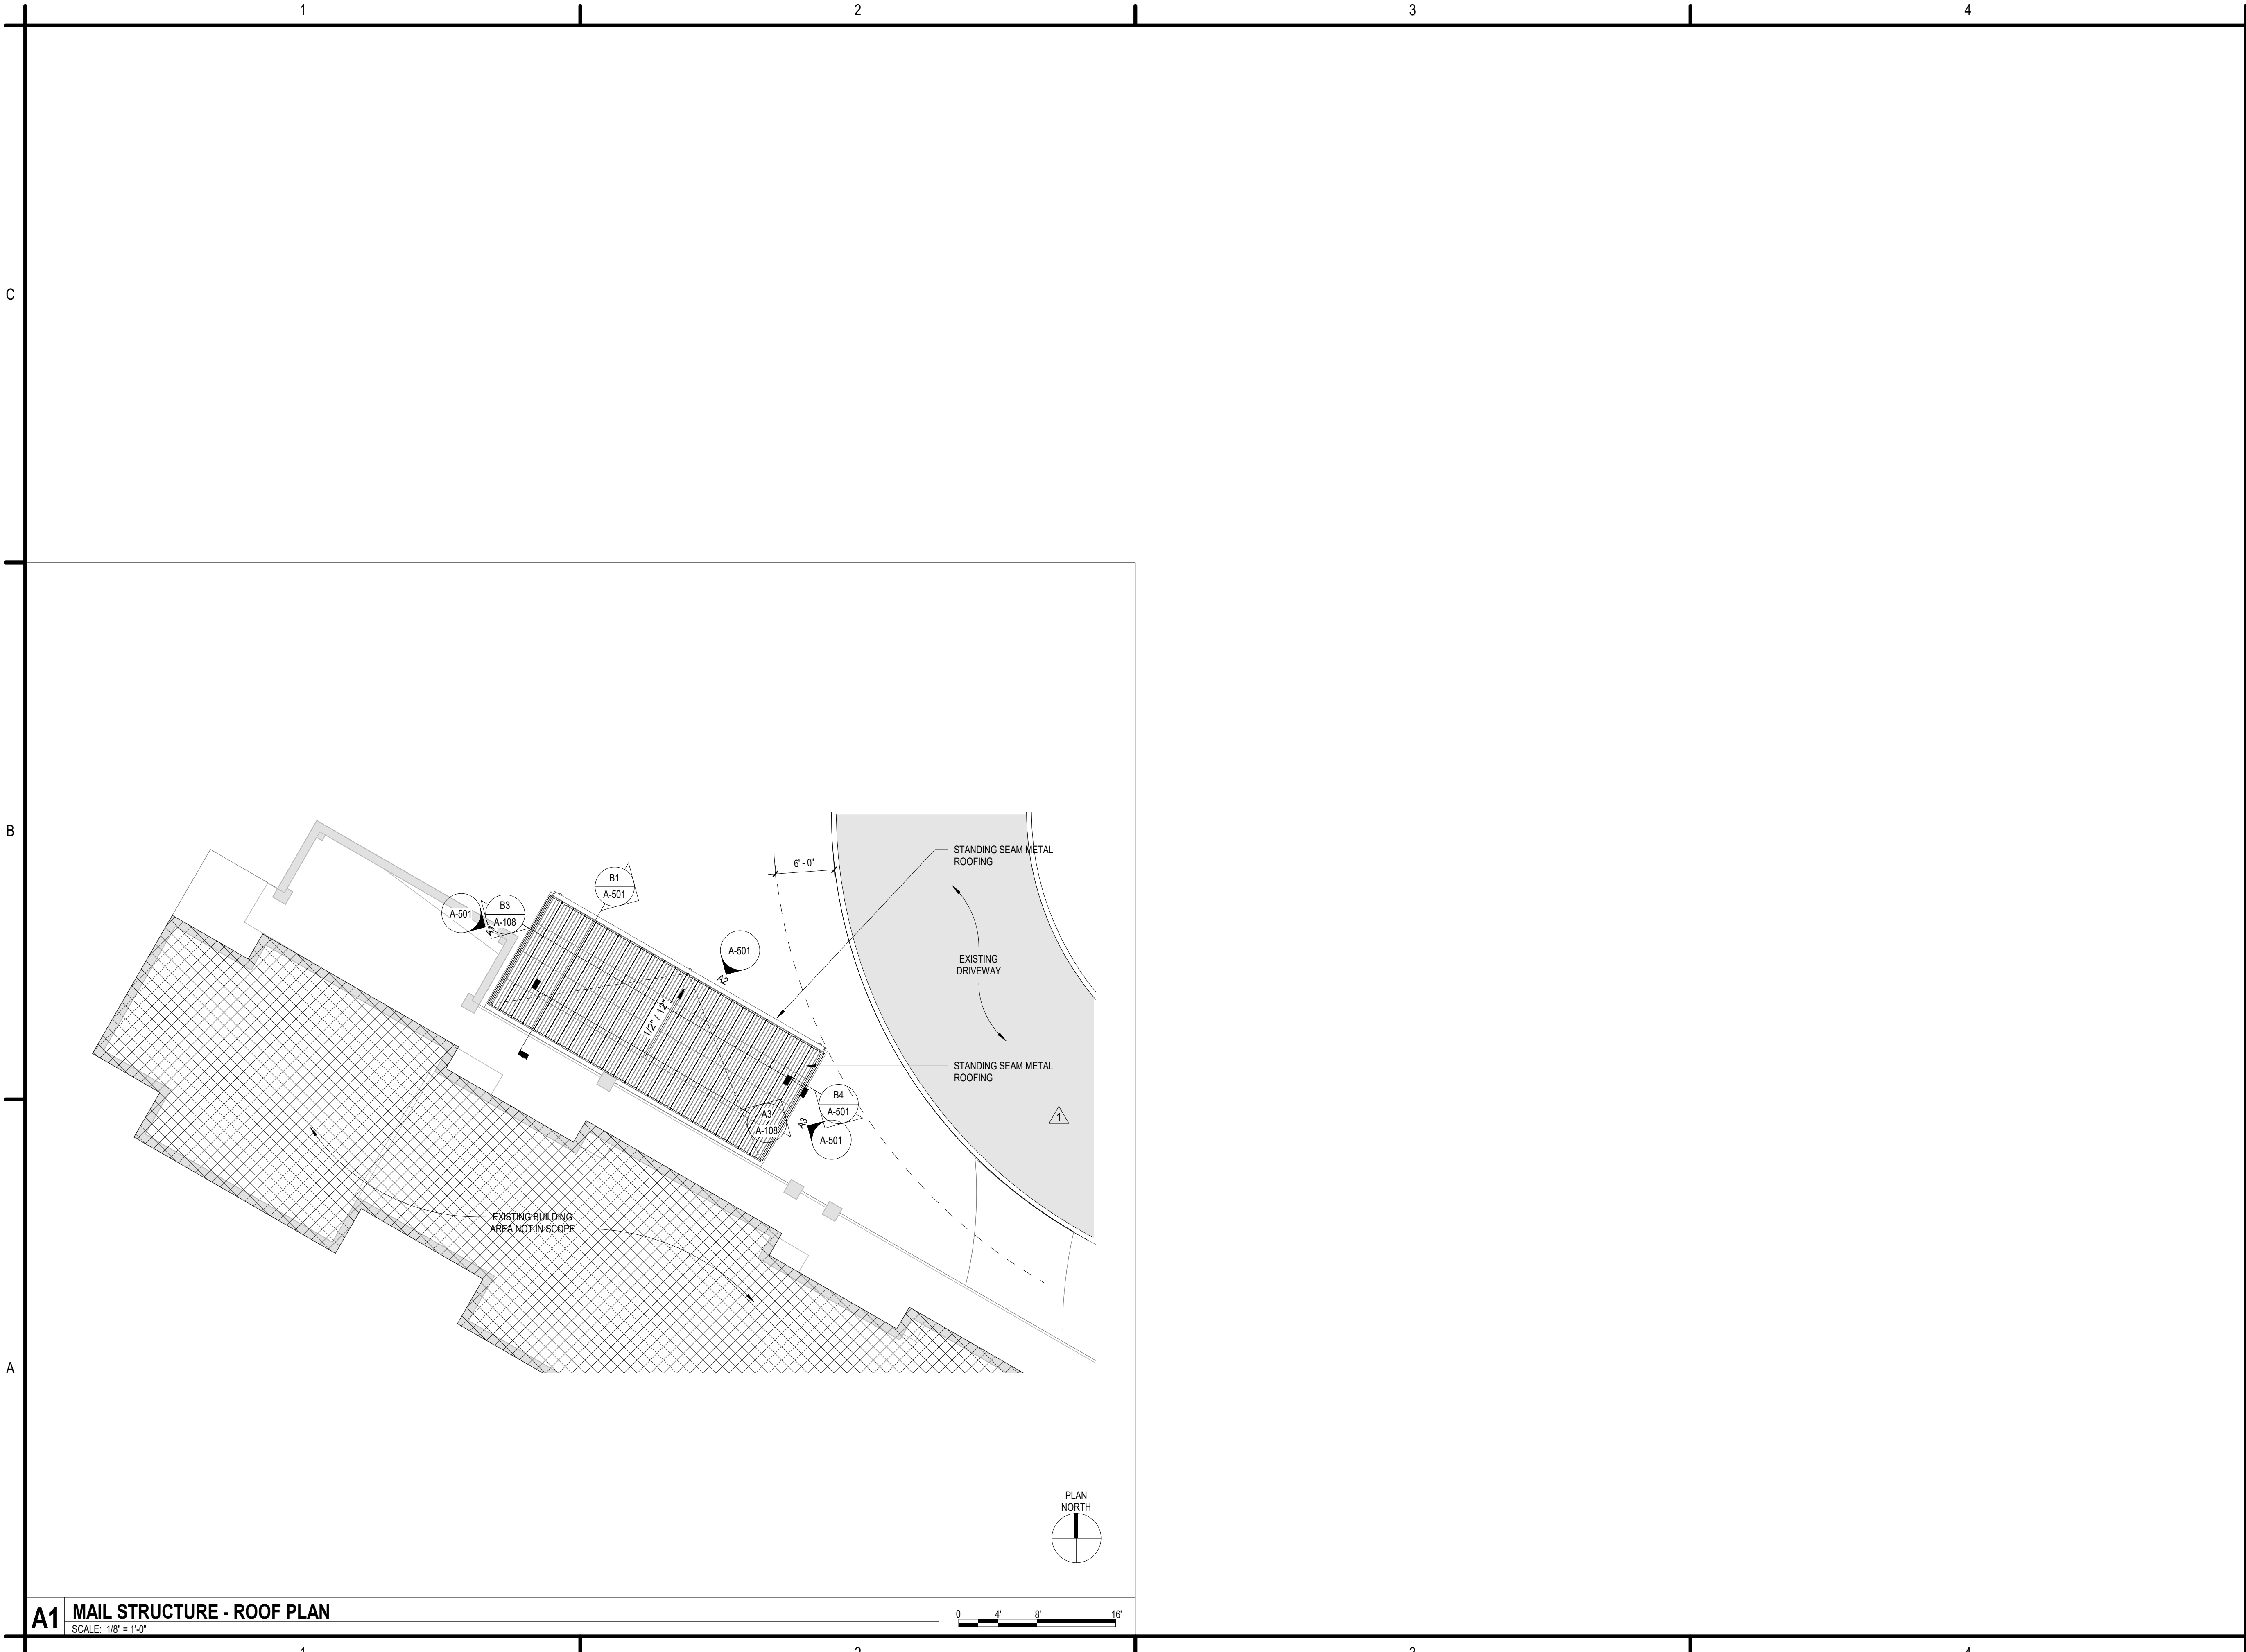 1 2 3 4
C
B
A
STANDING SEAM METAL
ROOFING
6' - 0"
B1
A-501
B3
A-108
A-501
A1
A-501
A2
EXISTING
DRIVEWAY
1/2" / 12"
STANDING SEAM METAL
ROOFING
B4
A-501
A3
A-108
A3
A-501
1
EXISTING BUILDING
AREA NOT IN SCOPE
PLAN
NORTH
A1 MAIL STRUCTURE - ROOF PLAN
SCALE: 1/8" = 1'-0"
0 4' 8' 16'
1 2 3 4